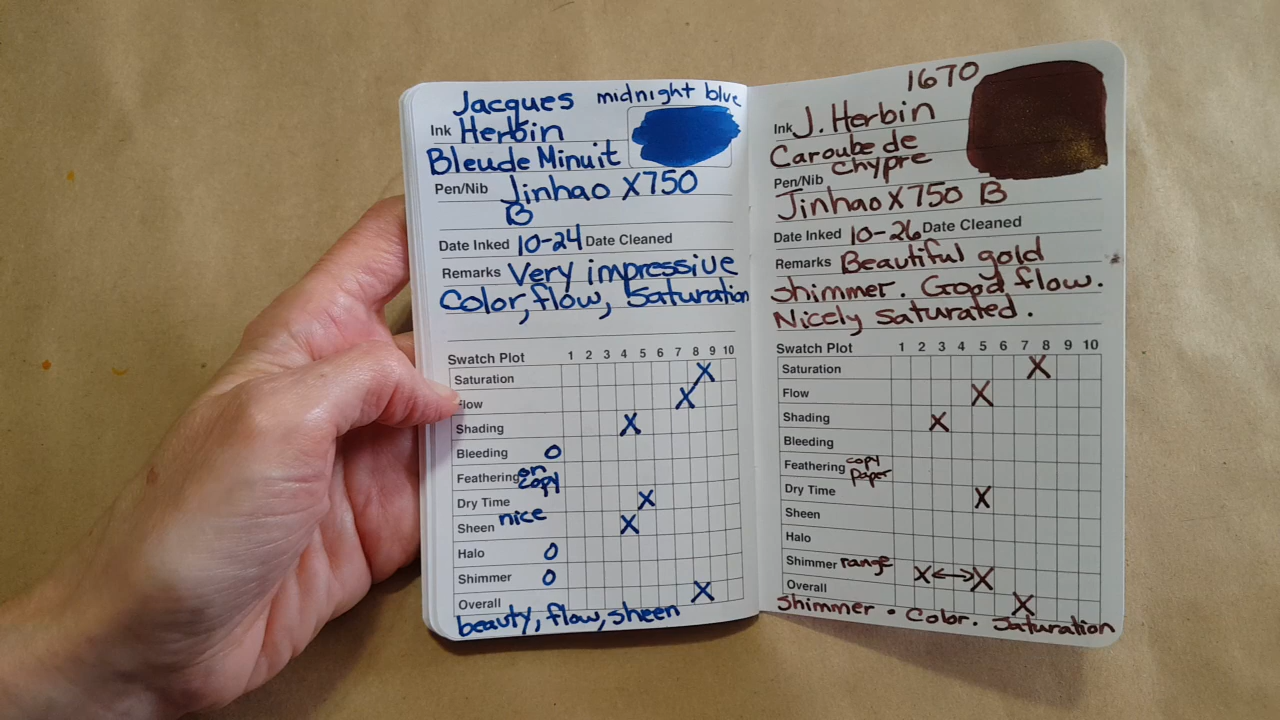 Jacques midnight blue
Ink Herbin
Bleu de Minuit
Pen/Nib Jinhao X750
B
Date Inked 10-24 Date Cleaned
Remarks Very impressive
Color, flow, Saturation
Swatch Plot 1 2 3 4 5 6 7 8 9 10
Saturation X
Flow X
Shading X
Bleeding 0
Feathering on copy
Dry Time X
Sheen nice X
Halo 0
Shimmer 0
Overall X
beauty, flow, sheen
1670
Ink J. Herbin
Caroube de
chypre
Pen/Nib
Jinhao X750 B
Date Inked 10-26 Date Cleaned
Remarks Beautiful gold
shimmer. Good flow.
Nicely saturated.
Swatch Plot 1 2 3 4 5 6 7 8 9 10
Saturation X
Flow X
Shading X
Bleeding
Feathering copy paper
Dry Time X
Sheen
Halo
Shimmer range X↔X
Overall X
Shimmer • Color. Saturation